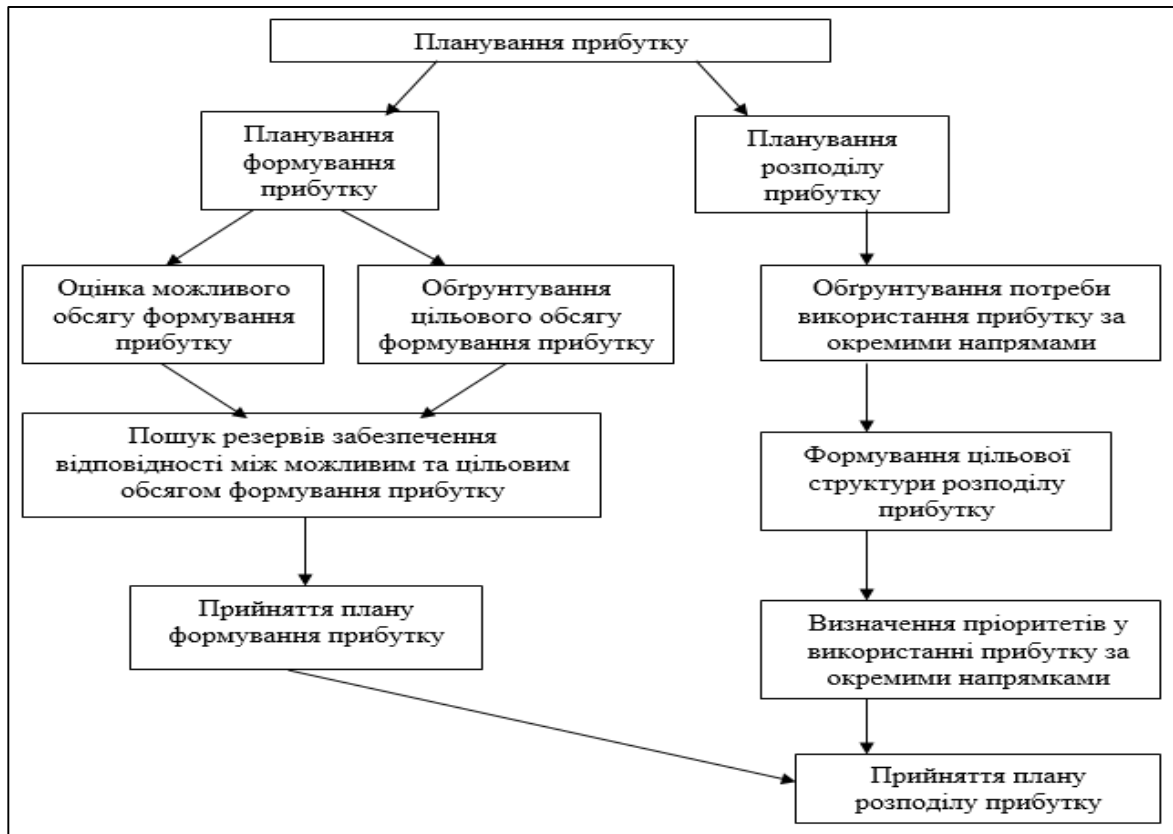 Планування прибутку
Планування
формування
прибутку
Планування
розподілу
прибутку
Оцінка можливого
обсягу формування
прибутку
Обґрунтування
цільового обсягу
формування прибутку
Обґрунтування потреби
використання прибутку за
окремими напрямами
Пошук резервів забезпечення
відповідності між можливим та цільовим
обсягом формування прибутку
Формування цільової
структури розподілу
прибутку
Прийняття плану
формування прибутку
Визначення пріоритетів у
використанні прибутку за
окремими напрямками
Прийняття плану
розподілу прибутку